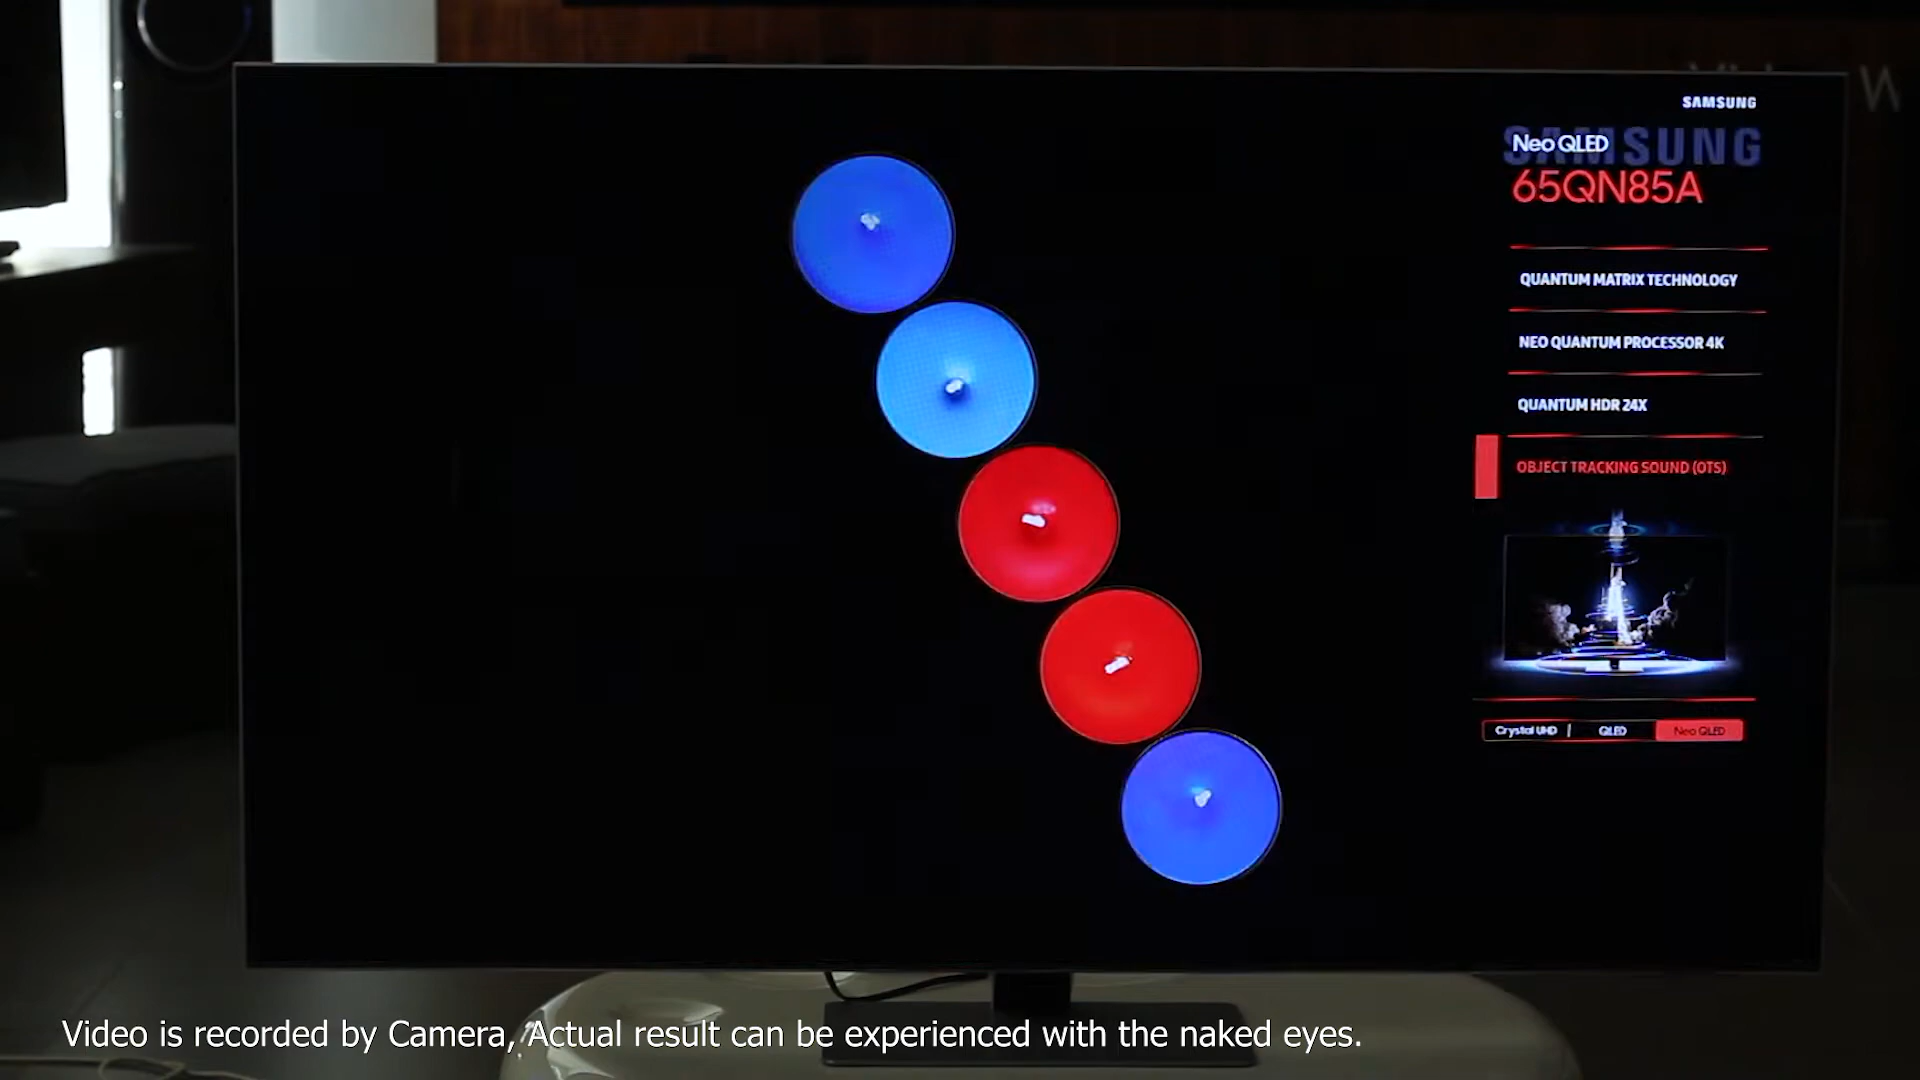 SAMSUNG
SAMSUNG
Neo QLED
65QN85A
QUANTUM MATRIX TECHNOLOGY
NEO QUANTUM PROCESSOR 4K
QUANTUM HDR 24X
OBJECT TRACKING SOUND (OTS)
Crystal UHD | QLED Neo QLED
Video is recorded by Camera, Actual result can be experienced with the naked eyes.